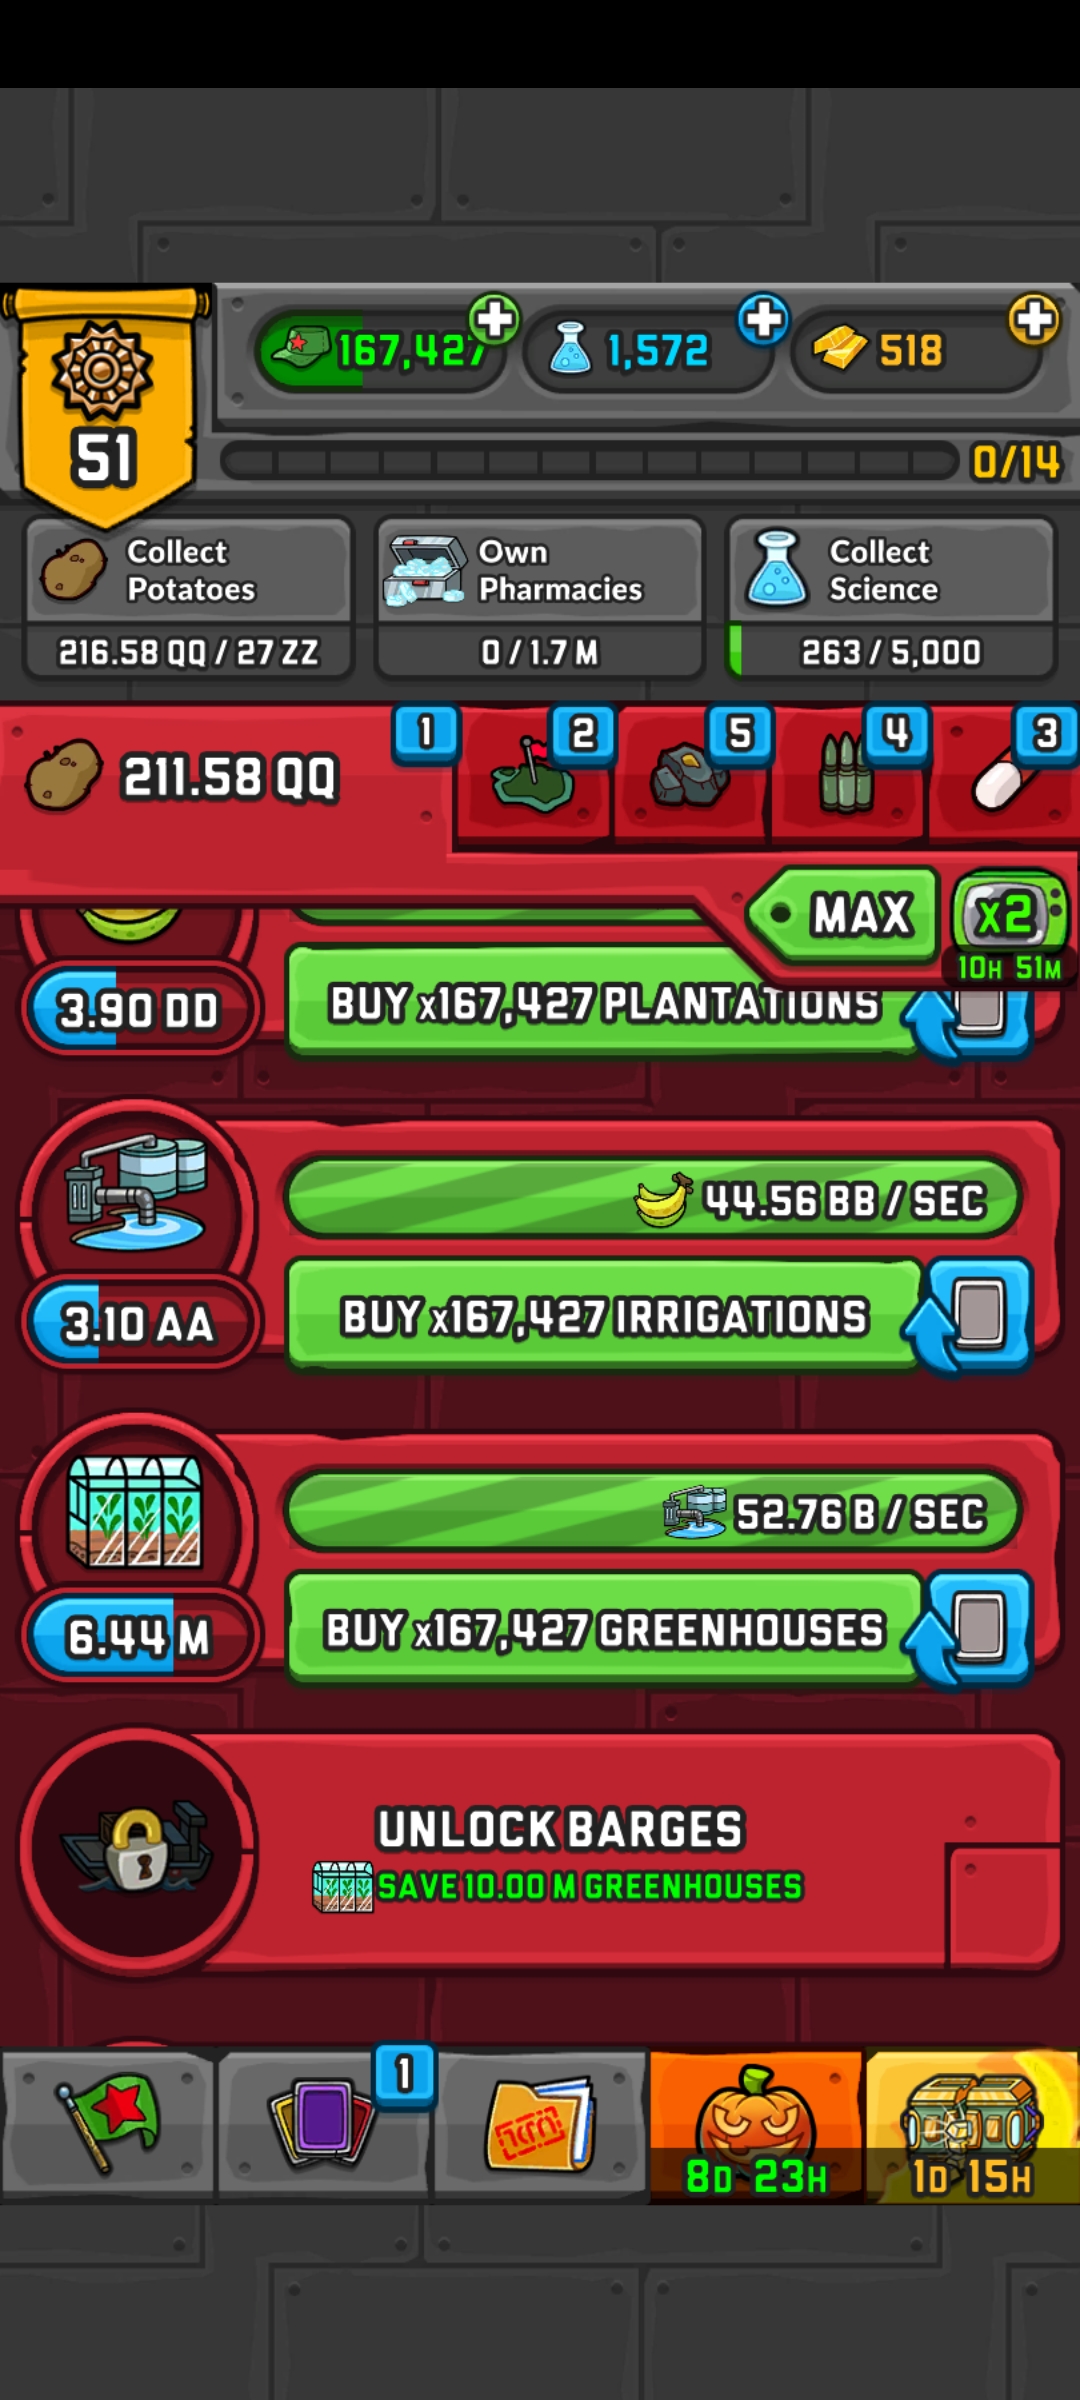 51
167,427
1,572
518
0/14
Collect
Potatoes
216.58 QQ / 27 ZZ
Own
Pharmacies
0 / 1.7 M
Collect
Science
263 / 5,000
211.58 QQ
1
2
5
4
3
MAX
x2
10H 51M
3.90 DD
BUY x167,427 PLANTATIONS
44.56 BB / SEC
3.10 AA
BUY x167,427 IRRIGATIONS
52.76 B / SEC
6.44 M
BUY x167,427 GREENHOUSES
UNLOCK BARGES
SAVE 10.00 M GREENHOUSES
1
8D 23H
1D 15H